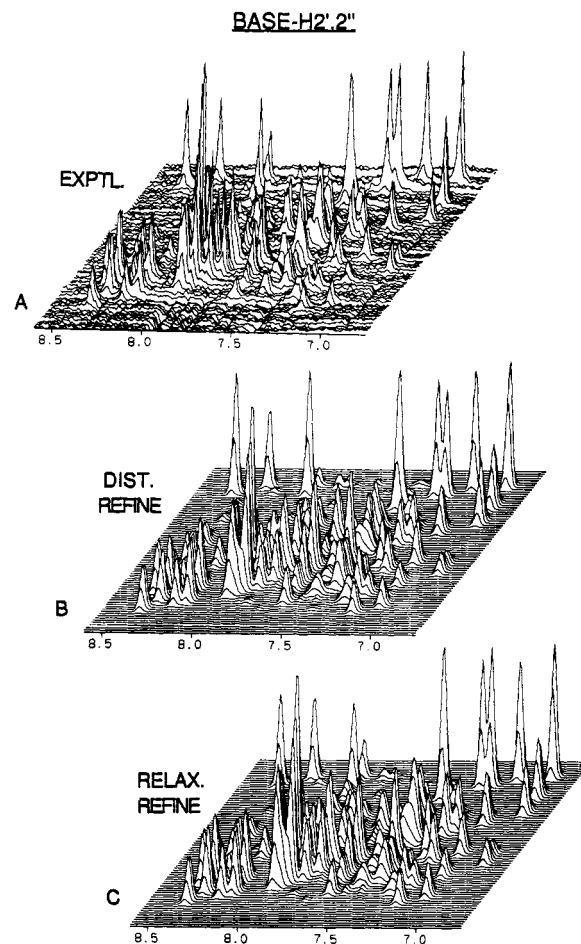 BASE-H2',2"
EXPTL.
A
8.5 8.0 7.5 7.0
DIST.
REFINE
B
8.5 8.0 7.5 7.0
RELAX.
REFINE
C
8.5 8.0 7.5 7.0